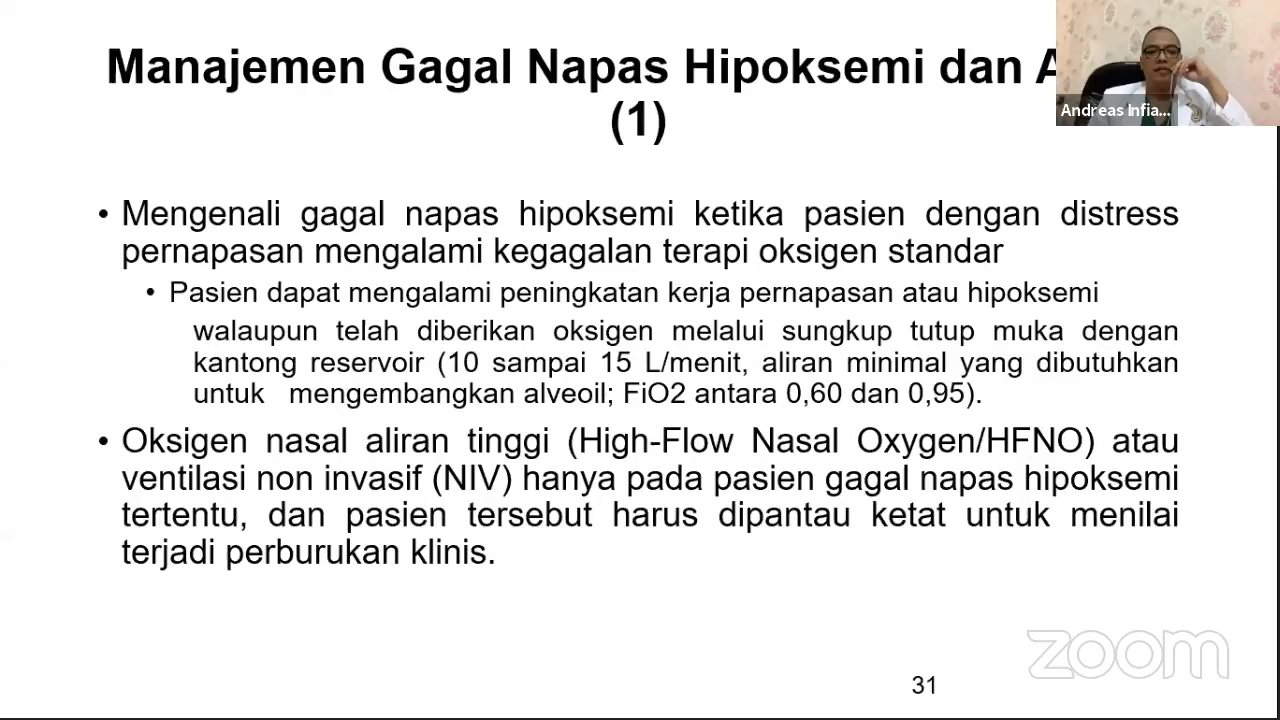 Manajemen Gagal Napas Hipoksemi dan A
(1)
Andreas Infia...
• Mengenali gagal napas hipoksemi ketika pasien dengan distress
pernapasan mengalami kegagalan terapi oksigen standar
• Pasien dapat mengalami peningkatan kerja pernapasan atau hipoksemi
walaupun telah diberikan oksigen melalui sungkup tutup muka dengan
kantong reservoir (10 sampai 15 L/menit, aliran minimal yang dibutuhkan
untuk mengembangkan alveoil; FiO2 antara 0,60 dan 0,95).
• Oksigen nasal aliran tinggi (High-Flow Nasal Oxygen/HFNO) atau
ventilasi non invasif (NIV) hanya pada pasien gagal napas hipoksemi
tertentu, dan pasien tersebut harus dipantau ketat untuk menilai
terjadi perburukan klinis.
zoom
31